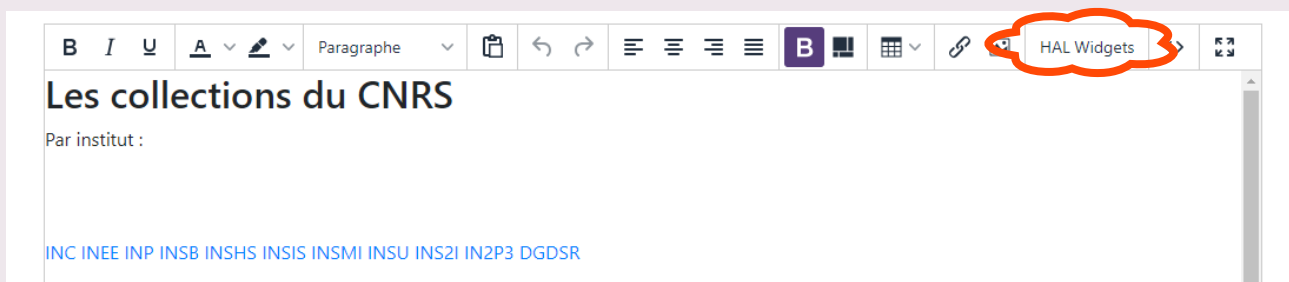 B I U A Paragraphe B HAL Widgets
Les collections du CNRS
Par institut :
INC INEE INP INSB INSHS INSIS INSMI INSU INS2I IN2P3 DGDSR